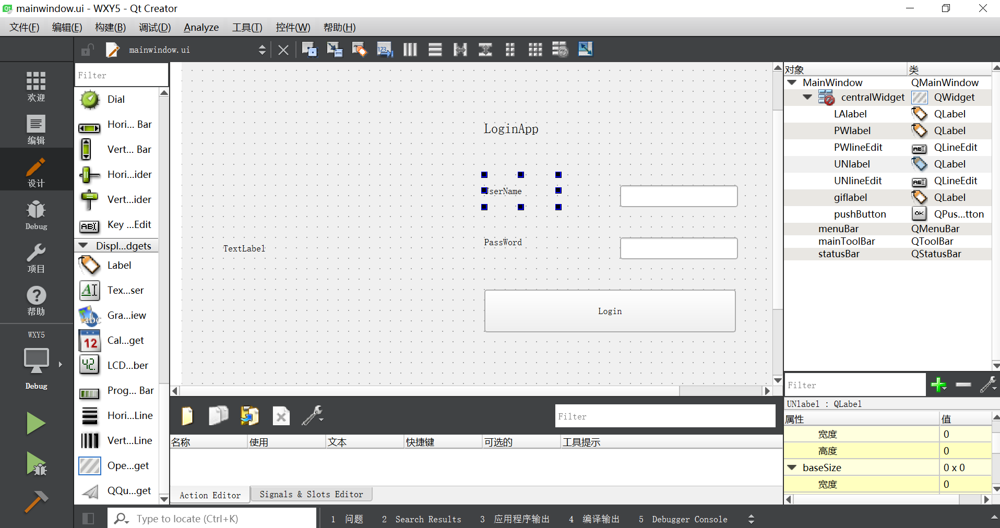 mainwindow.ui - WXY5 - Qt Creator
文件(F) 编辑(E) 构建(B) 调试(D) Analyze 工具(T) 控件(W) 帮助(H)
mainwindow.ui
欢迎
编辑
设计
Debug
项目
帮助
WXY5
Debug
Filter
Dial
Hori... Bar
Vert... Bar
Hori...ider
Vert...ider
Key ...Edit
Displ...dgets
Label
Tex...ser
Gra...iew
Cal...get
LCD...ber
Prog... Bar
Hori...Line
Vert...Line
Ope...get
QQu...get
LoginApp
UserName
PassWord
TextLabel
Login
Filter
名称 使用 文本 快捷键 可选的 工具提示
Action Editor Signals & Slots Editor
对象 类
MainWindow QMainWindow
centralWidget QWidget
LAlabel QLabel
PWlabel QLabel
PWlineEdit QLineEdit
UNlabel QLabel
UNlineEdit QLineEdit
giflabel QLabel
pushButton QPus...tton
menuBar QMenuBar
mainToolBar QToolBar
statusBar QStatusBar
Filter
UNlabel : QLabel
属性 值
宽度 0
高度 0
baseSize 0 x 0
宽度 0
Type to locate (Ctrl+K) 1 问题 2 Search Results 3 应用程序输出 4 编译输出 5 Debugger Console